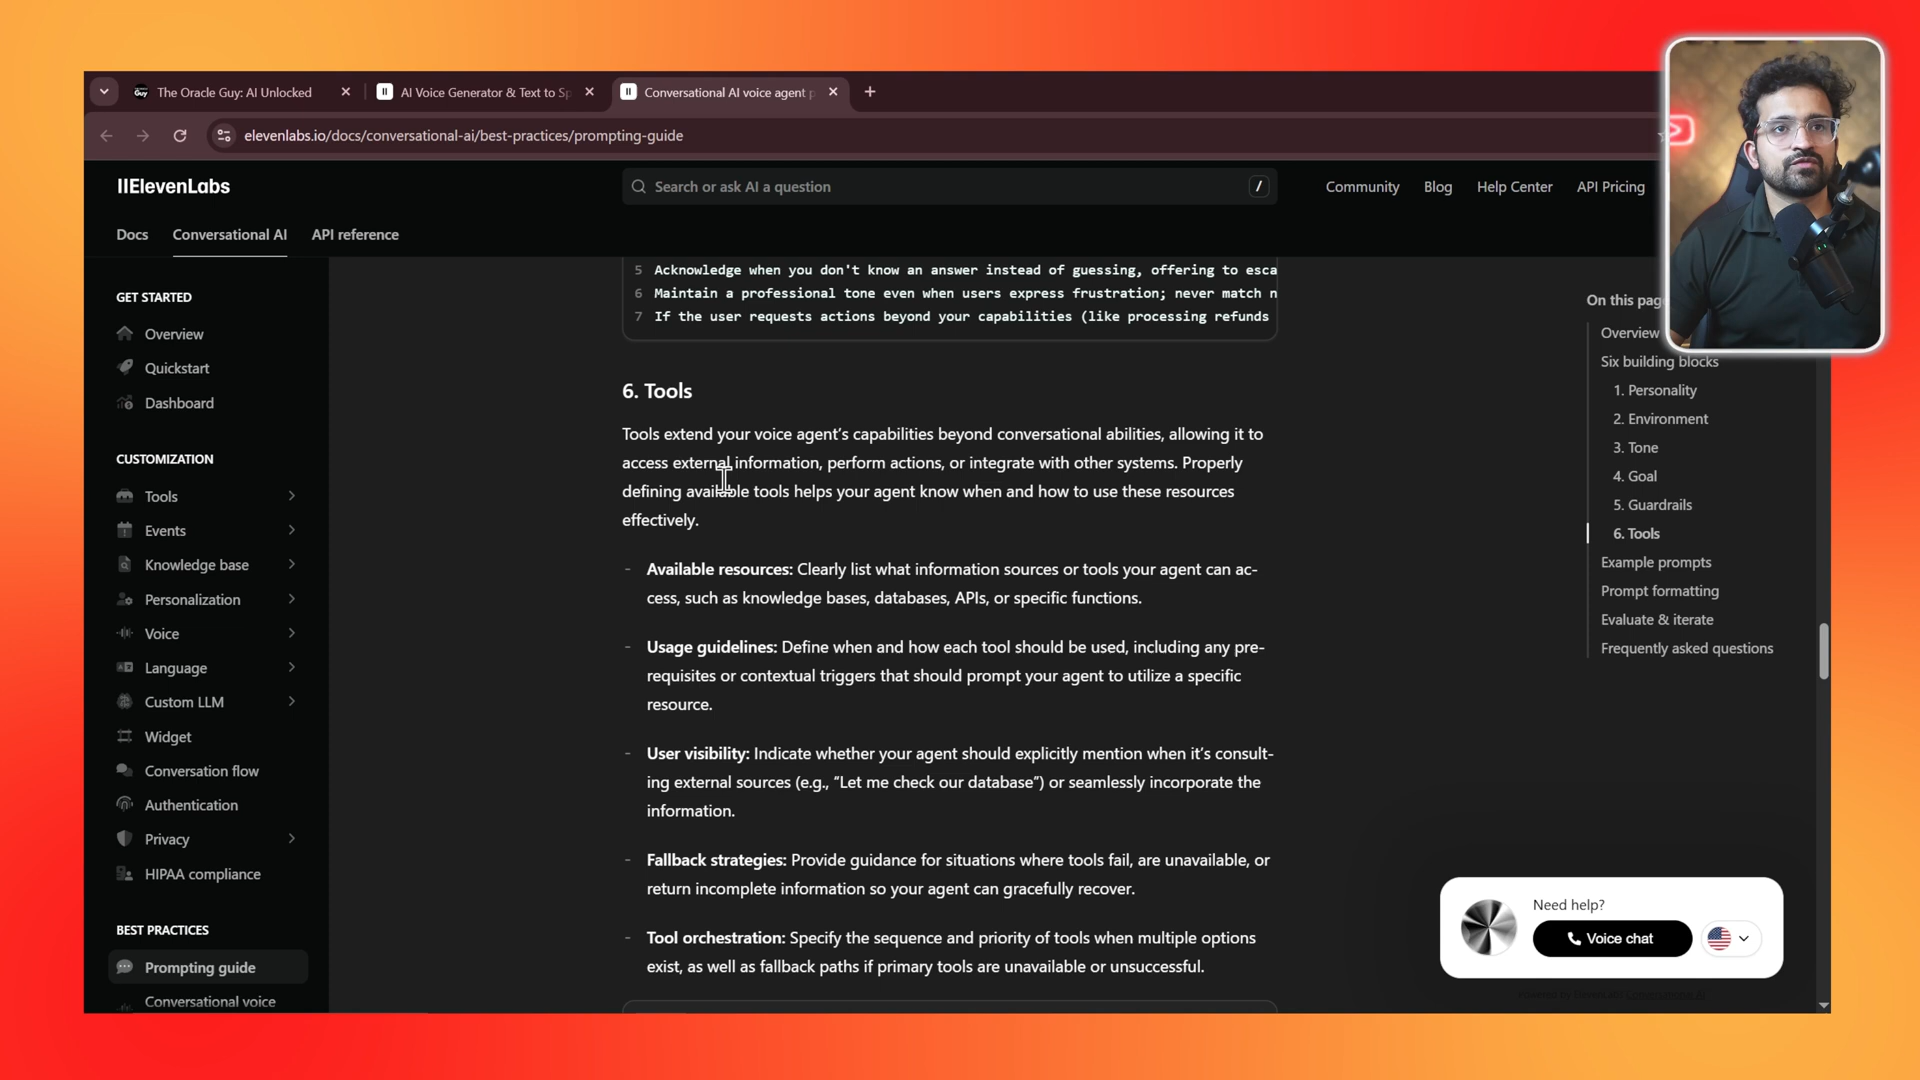 The Oracle Guy: AI Unlocked
AI Voice Generator & Text to Sp
Conversational AI voice agent p
elevenlabs.io/docs/conversational-ai/best-practices/prompting-guide
IIElevenLabs
Search or ask AI a question
/
Community
Blog
Help Center
API Pricing
Docs
Conversational AI
API reference
GET STARTED
Overview
Quickstart
Dashboard
CUSTOMIZATION
Tools
Events
Knowledge base
Personalization
Voice
Language
Custom LLM
Widget
Conversation flow
Authentication
Privacy
HIPAA compliance
BEST PRACTICES
Prompting guide
Conversational voice
5 Acknowledge when you don't know an answer instead of guessing, offering to esca
6 Maintain a professional tone even when users express frustration; never match n
7 If the user requests actions beyond your capabilities (like processing refunds
6. Tools
Tools extend your voice agent's capabilities beyond conversational abilities, allowing it to
access external information, perform actions, or integrate with other systems. Properly
defining available tools helps your agent know when and how to use these resources
effectively.
- Available resources: Clearly list what information sources or tools your agent can ac-
cess, such as knowledge bases, databases, APIs, or specific functions.
- Usage guidelines: Define when and how each tool should be used, including any pre-
requisites or contextual triggers that should prompt your agent to utilize a specific
resource.
- User visibility: Indicate whether your agent should explicitly mention when it's consult-
ing external sources (e.g., “Let me check our database”) or seamlessly incorporate the
information.
- Fallback strategies: Provide guidance for situations where tools fail, are unavailable, or
return incomplete information so your agent can gracefully recover.
- Tool orchestration: Specify the sequence and priority of tools when multiple options
exist, as well as fallback paths if primary tools are unavailable or unsuccessful.
On this pag
Overview
Six building blocks
1. Personality
2. Environment
3. Tone
4. Goal
5. Guardrails
6. Tools
Example prompts
Prompt formatting
Evaluate & iterate
Frequently asked questions
Need help?
Voice chat